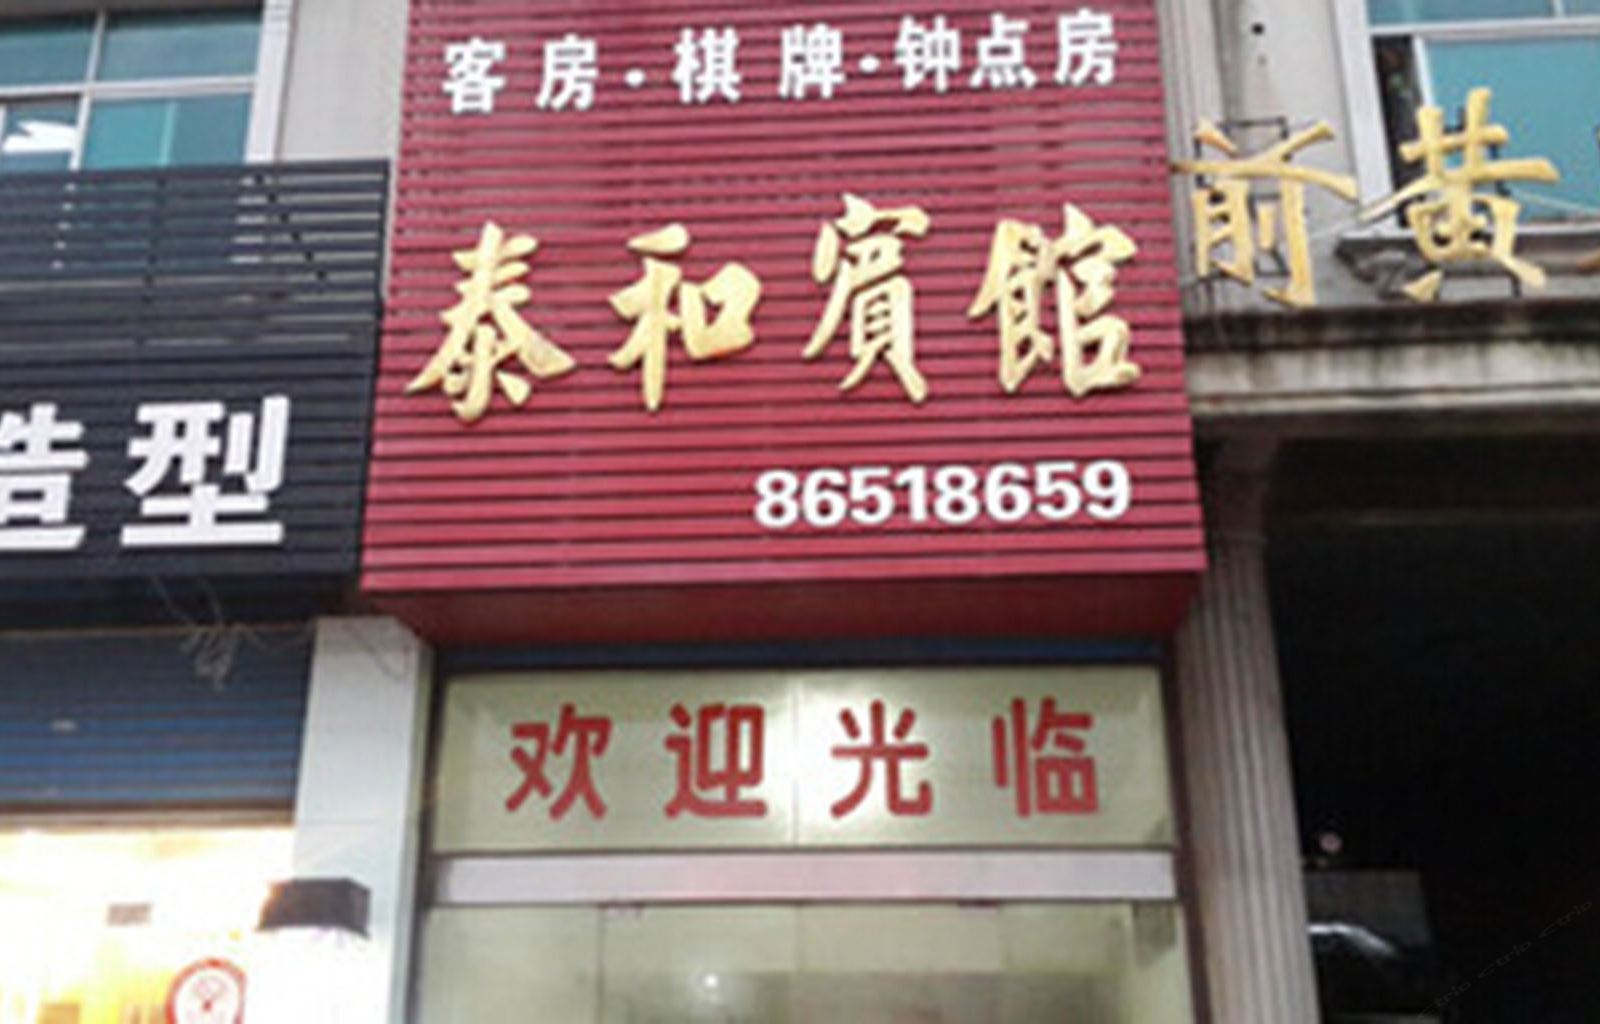 客房·棋牌·钟点房
泰和賓館
86518659
欢迎光临
造型
前黄